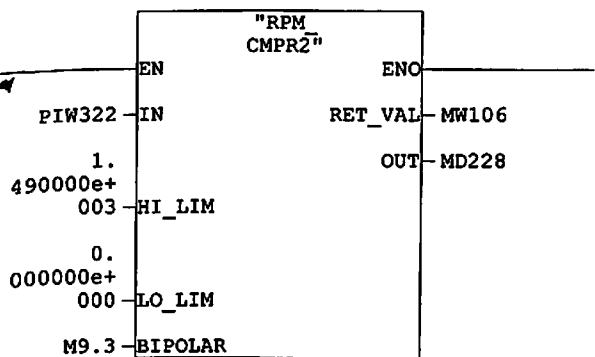 "RPM_
CMPR2"
EN ENO
PIW322 IN RET_VAL MW106
1.
490000e+
003 HI_LIM
OUT MD228
0.
000000e+
000 LO_LIM
M9.3 BIPOLAR